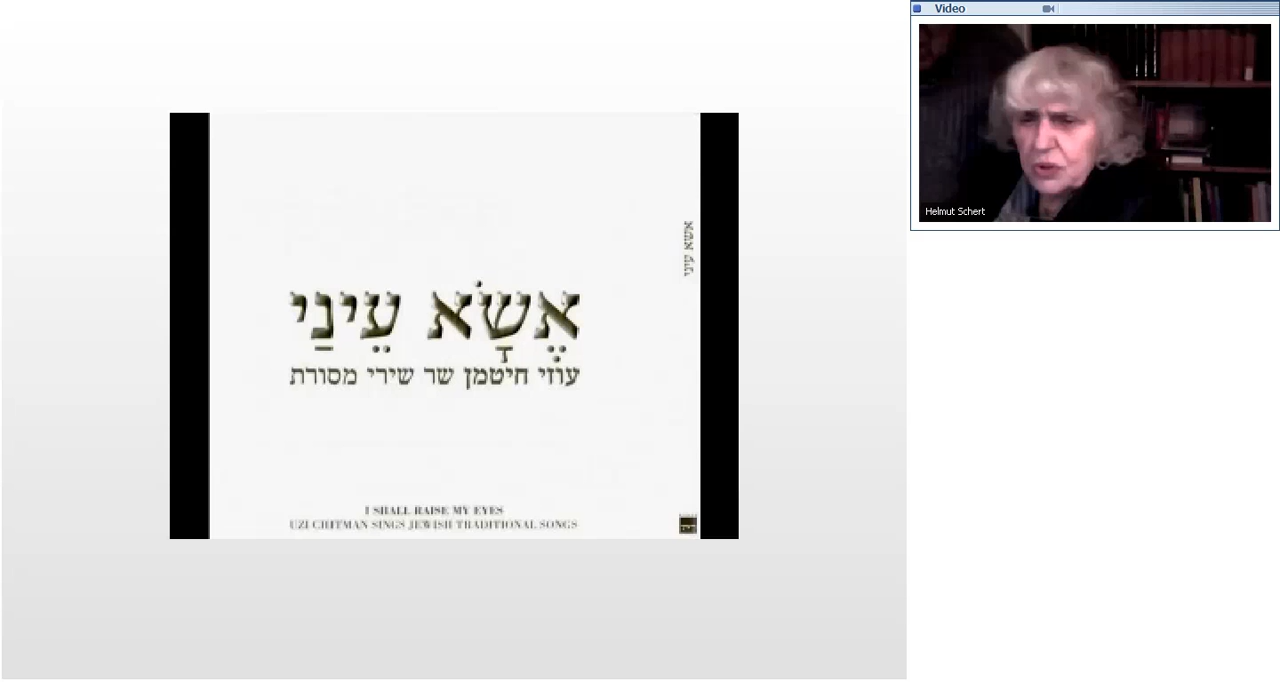 Video
Helmut Schert
אשא עיני
אֶשָׂא עֵינַי
עוזי חיטמן שר שירי מסורת
I SHALL RAISE MY EYES
UZI CHITMAN SINGS JEWISH TRADITIONAL SONGS